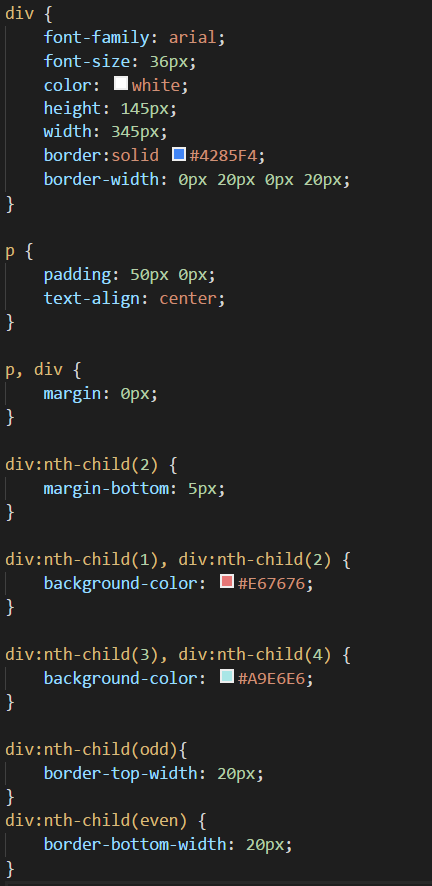 div {
    font-family: arial;
    font-size: 36px;
    color: white;
    height: 145px;
    width: 345px;
    border:solid #4285F4;
    border-width: 0px 20px 0px 20px;
}

p {
    padding: 50px 0px;
    text-align: center;
}

p, div {
    margin: 0px;
}

div:nth-child(2) {
    margin-bottom: 5px;
}

div:nth-child(1), div:nth-child(2) {
    background-color: #E67676;
}

div:nth-child(3), div:nth-child(4) {
    background-color: #A9E6E6;
}

div:nth-child(odd){
    border-top-width: 20px;
}
div:nth-child(even) {
    border-bottom-width: 20px;
}